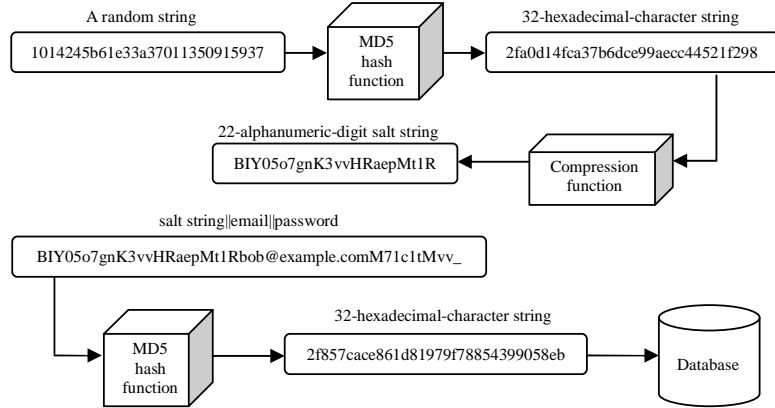 A random string
32-hexadecimal-character string
1014245b61e33a37011350915937
MD5
hash
function
2fa0d14fca37b6dce99aecc44521f298
22-alphanumeric-digit salt string
BIY05o7gnK3vvHRaepMt1R
Compression
function
salt string||email||password
BIY05o7gnK3vvHRaepMt1Rbob@example.comM71c1tMvv_
32-hexadecimal-character string
MD5
hash
function
2f857cace861d81979f78854399058eb
Database